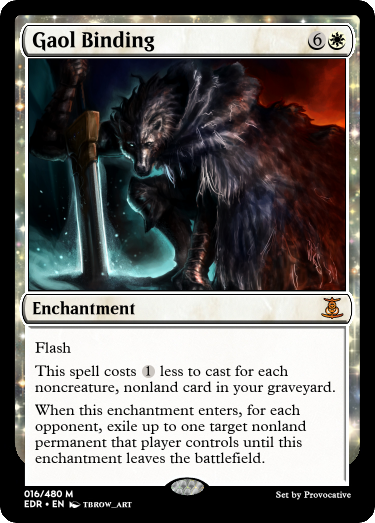 Gaol Binding 6
Enchantment
Flash
This spell costs 1 less to cast for each
noncreature, nonland card in your graveyard.
When this enchantment enters, for each
opponent, exile up to one target nonland
permanent that player controls until this
enchantment leaves the battlefield.
016/480 M
EDR • EN TBROW_ART
Set by Provocative